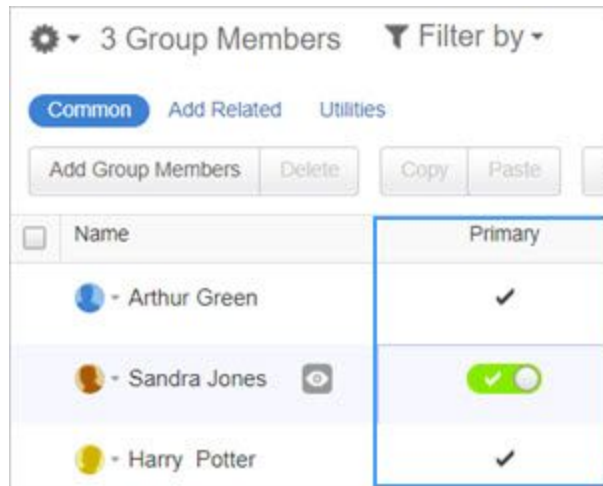 3 Group Members Filter by
Common Add Related Utilities
Add Group Members Delete Copy Paste
Name Primary
Arthur Green
Sandra Jones
Harry Potter